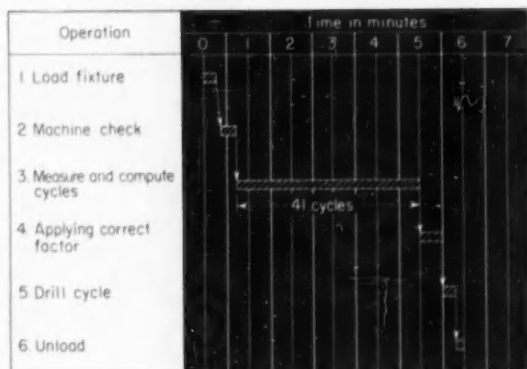 Operation
Time in minutes
0 1 2 3 4 5 6 7
1 Load fixture
2 Machine check
3. Measure and compute
cycles
41 cycles
4 Applying correct
factor
5 Drill cycle
6 Unload